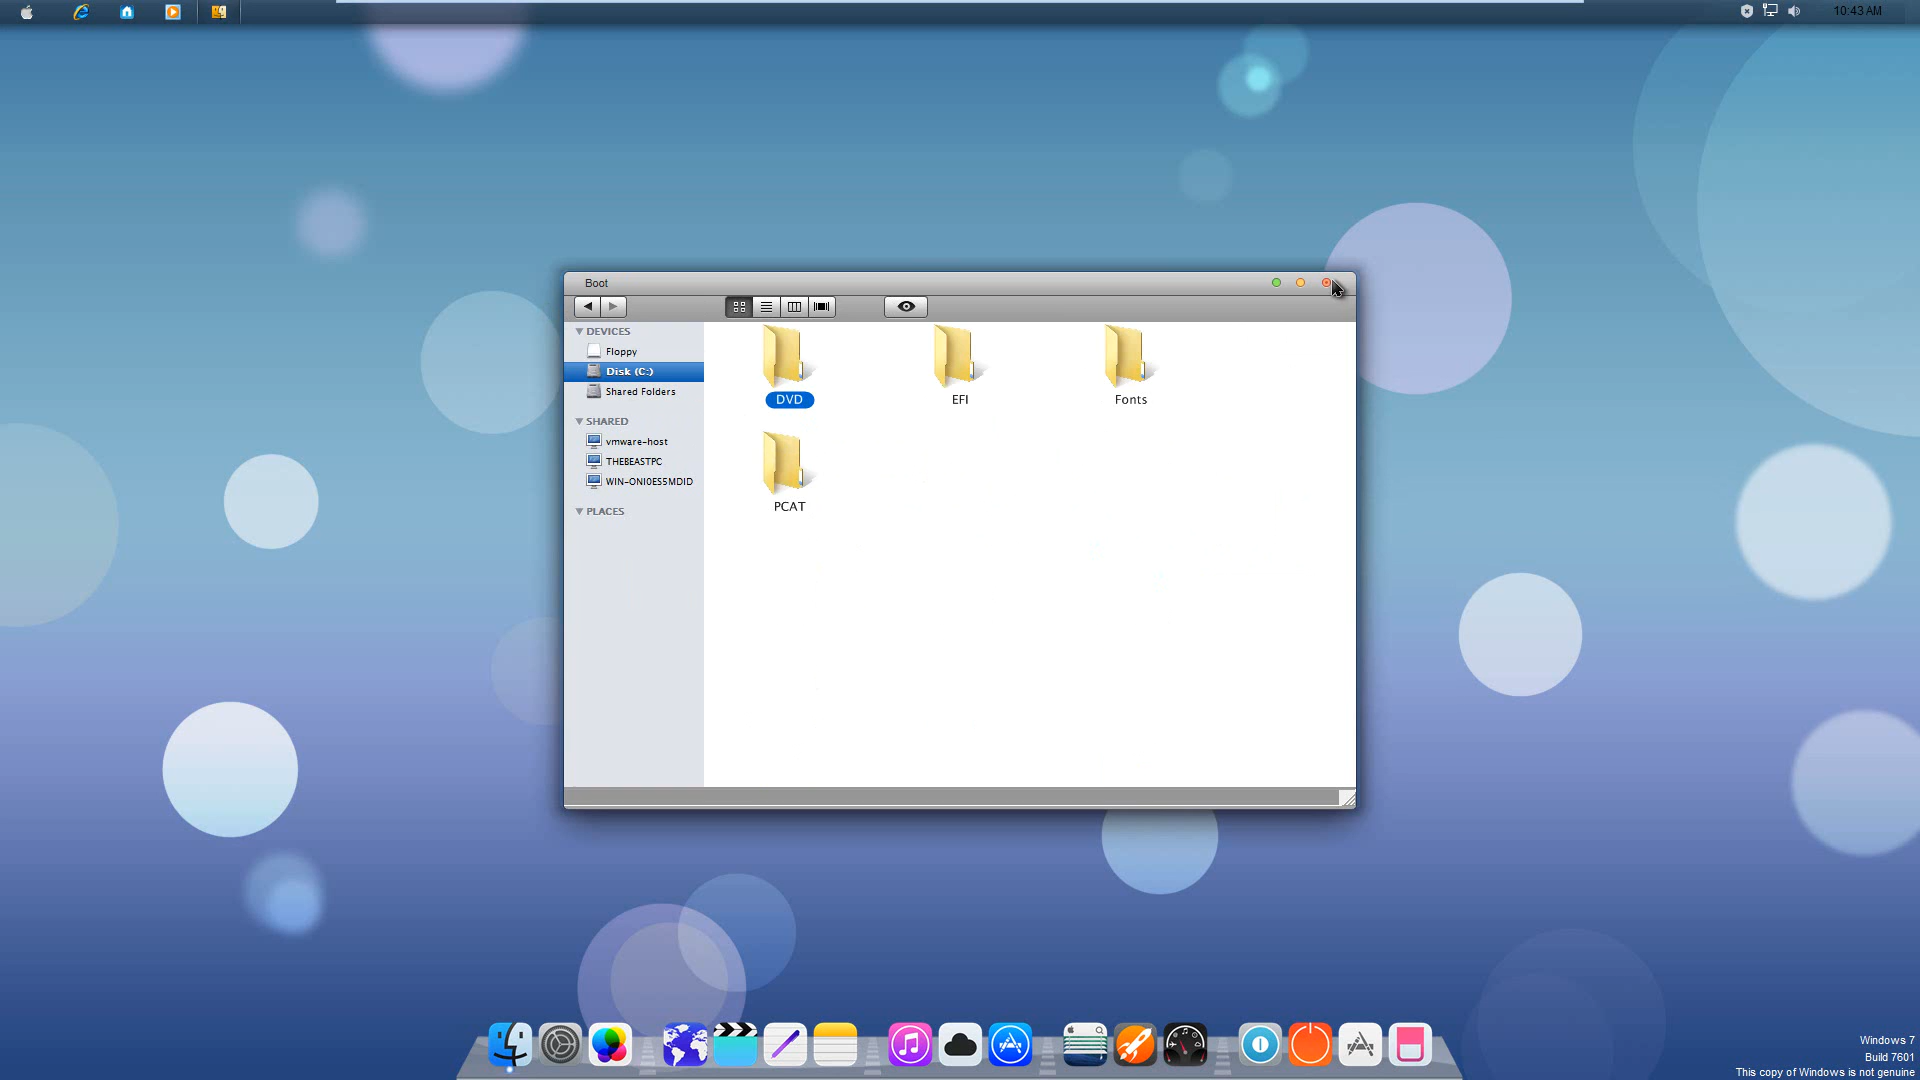 10:43 AM
Boot
DEVICES
Floppy
Disk (C:)
Shared Folders
SHARED
vmware-host
THEBEASTPC
WIN-ONI0ES5MDID
PLACES
DVD
EFI
Fonts
PCAT
Windows 7
Build 7601
This copy of Windows is not genuine